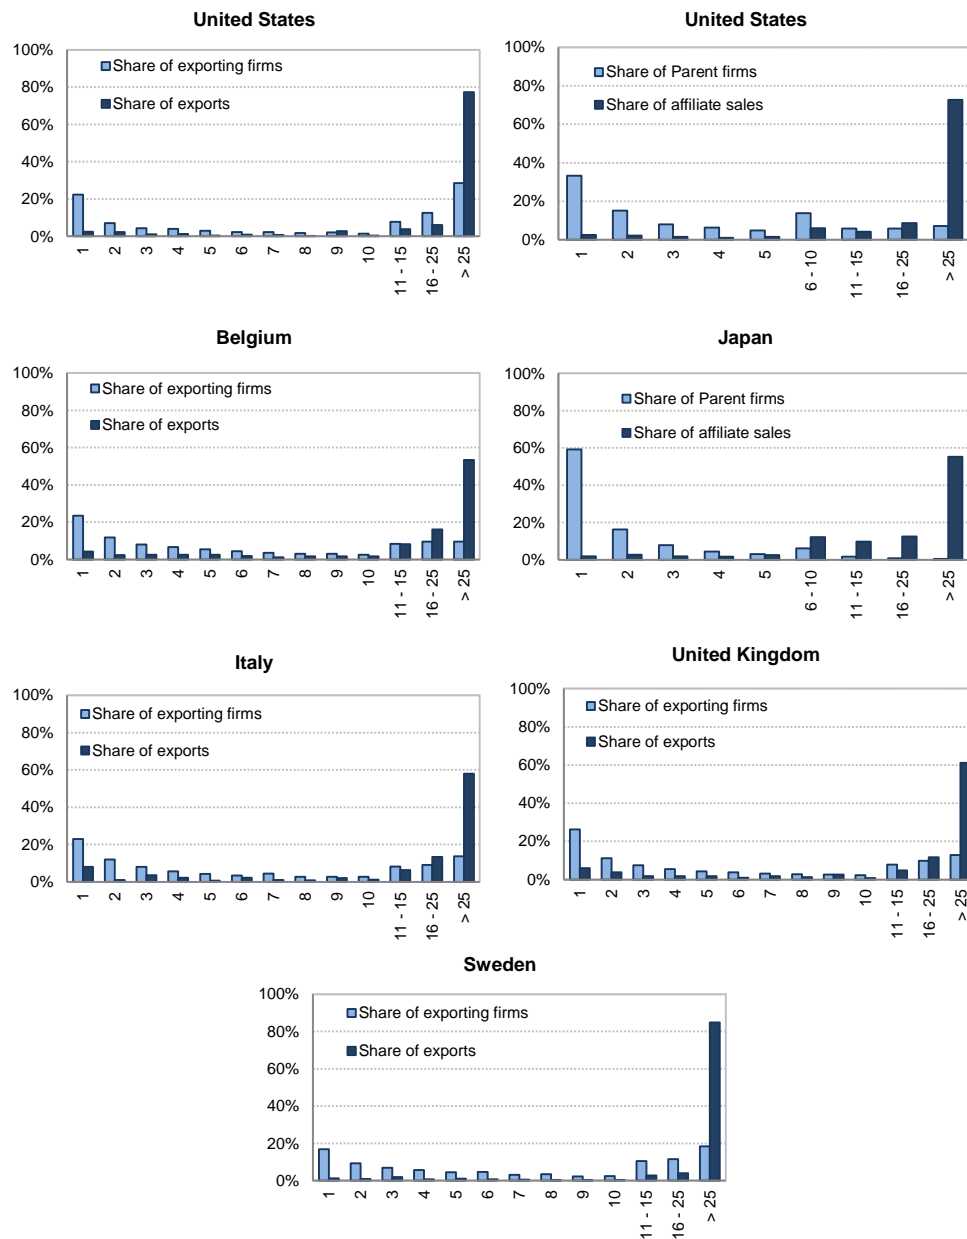 United States
100%
80%
60%
40%
20%
0%
Share of exporting firms
Share of exports
1
2
3
4
5
6
7
8
9
10
11 - 15
16 - 25
> 25
United States
100%
80%
60%
40%
20%
0%
Share of Parent firms
Share of affiliate sales
1
2
3
4
5
6 - 10
11 - 15
16 - 25
> 25
Belgium
100%
80%
60%
40%
20%
0%
Share of exporting firms
Share of exports
1
2
3
4
5
6
7
8
9
10
11 - 15
16 - 25
> 25
Japan
100%
80%
60%
40%
20%
0%
Share of Parent firms
Share of affiliate sales
1
2
3
4
5
6 - 10
11 - 15
16 - 25
> 25
Italy
100%
80%
60%
40%
20%
0%
Share of exporting firms
Share of exports
1
2
3
4
5
6
7
8
9
10
11 - 15
16 - 25
> 25
United Kingdom
100%
80%
60%
40%
20%
0%
Share of exporting firms
Share of exports
1
2
3
4
5
6
7
8
9
10
11 - 15
16 - 25
> 25
Sweden
100%
80%
60%
40%
20%
0%
Share of exporting firms
Share of exports
1
2
3
4
5
6
7
8
9
10
11 - 15
16 - 25
> 25